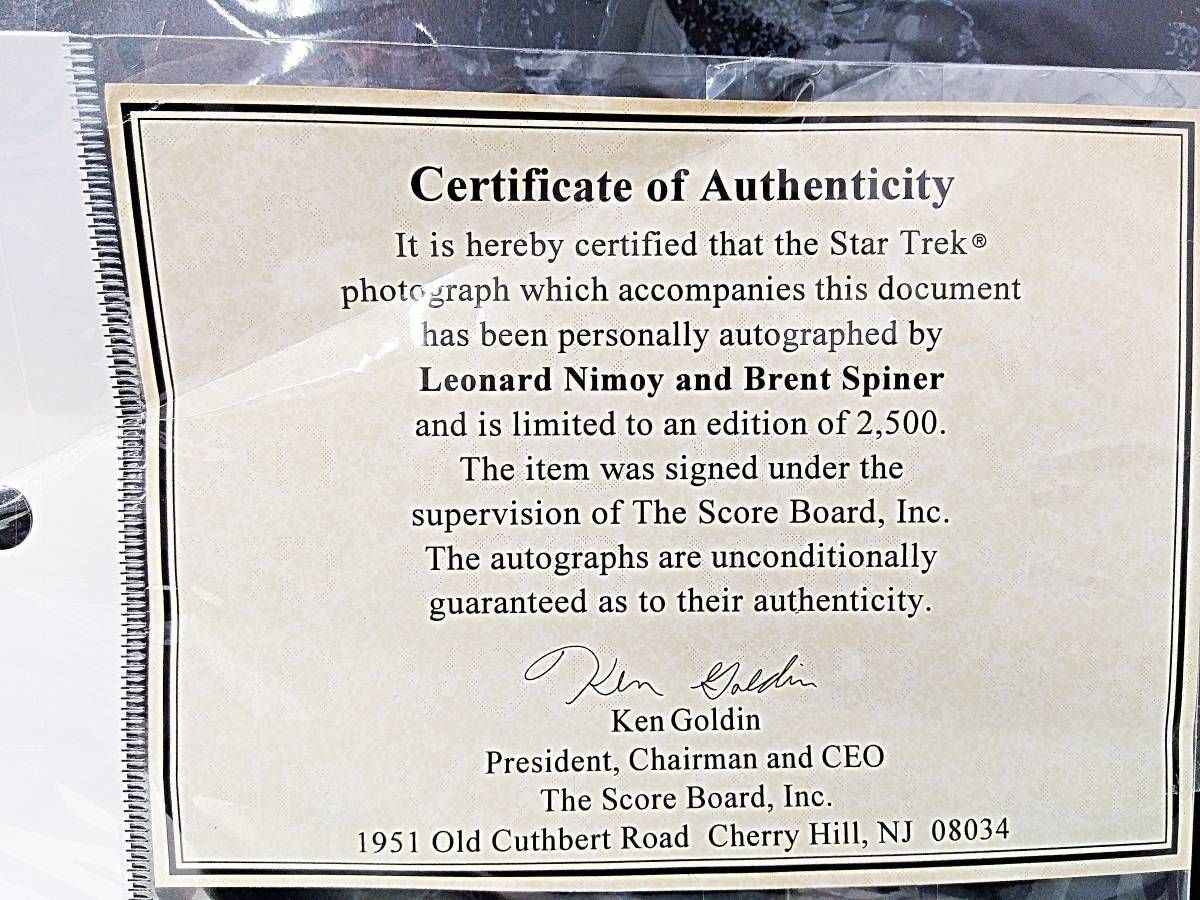 Certificate of Authenticity
It is hereby certified that the Star Trek®
photograph which accompanies this document
has been personally autographed by
Leonard Nimoy and Brent Spiner
and is limited to an edition of 2,500.
The item was signed under the
supervision of The Score Board, Inc.
The autographs are unconditionally
guaranteed as to their authenticity.
Ken Goldin
Ken Goldin
President, Chairman and CEO
The Score Board, Inc.
1951 Old Cuthbert Road Cherry Hill, NJ 08034